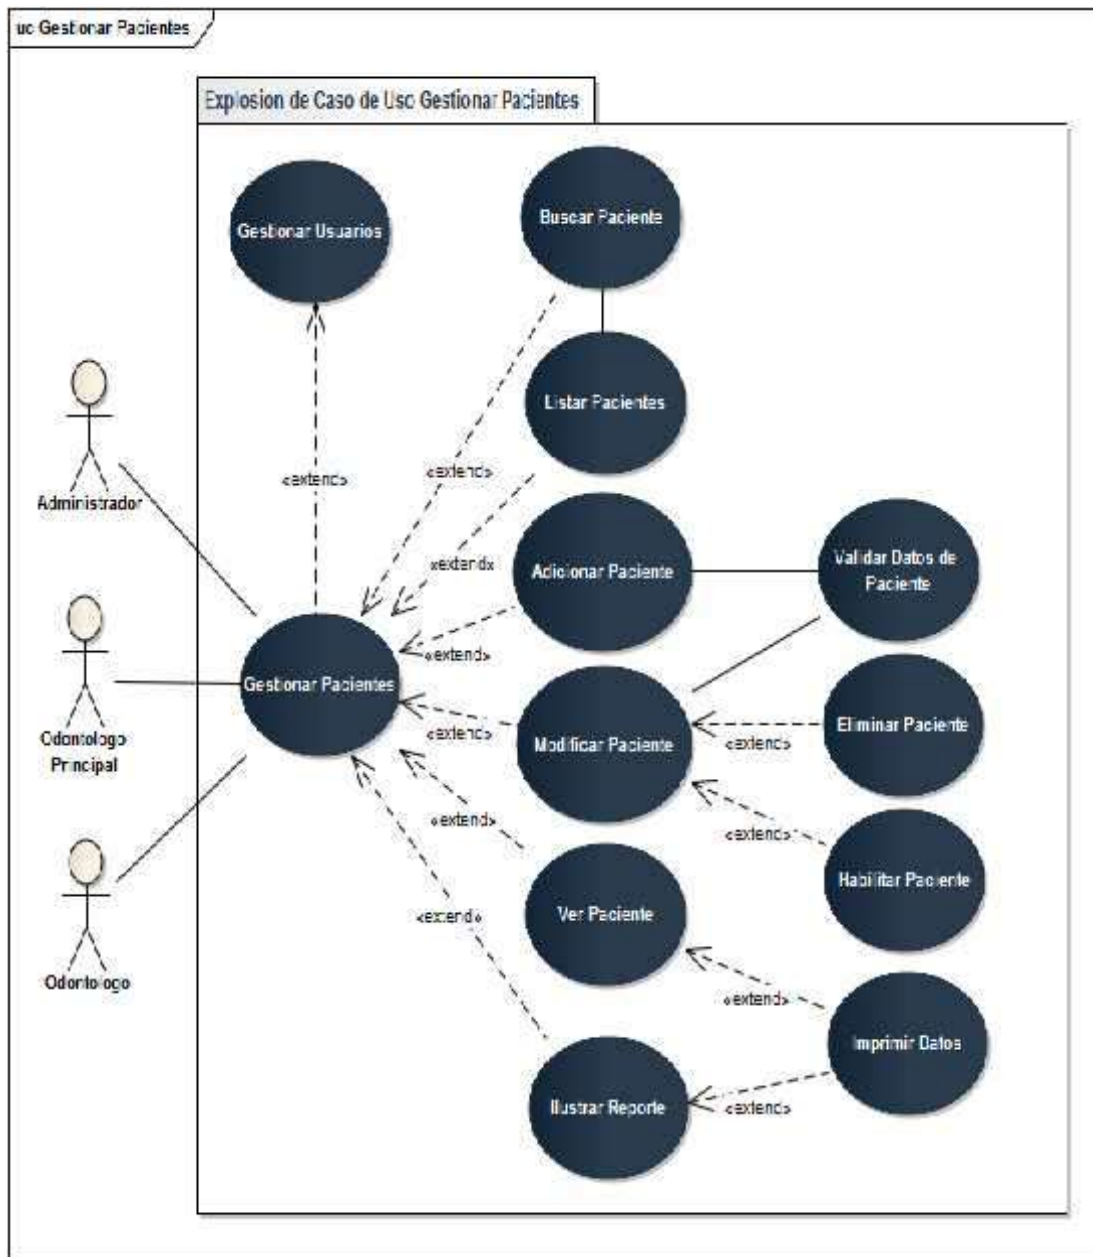 uc Gestionar Pacientes
Explosion de Caso de Uso Gestionar Pacientes
Gestionar Usuarios
Buscar Paciente
Listar Pacientes
«extend»
«extend»
«extend»
Administrador
Adicionar Paciente
Validar Datos de
Paciente
«extend»
Gestionar Pacientes
Odontologo
Principal
«extend»
Modificar Paciente
Eliminar Paciente
«extend»
«extend»
«extend»
Habilitar Paciente
Ver Paciente
«extend»
Odontologo
«extend»
Imprimir Datos
Ilustrar Reporte
«extend»